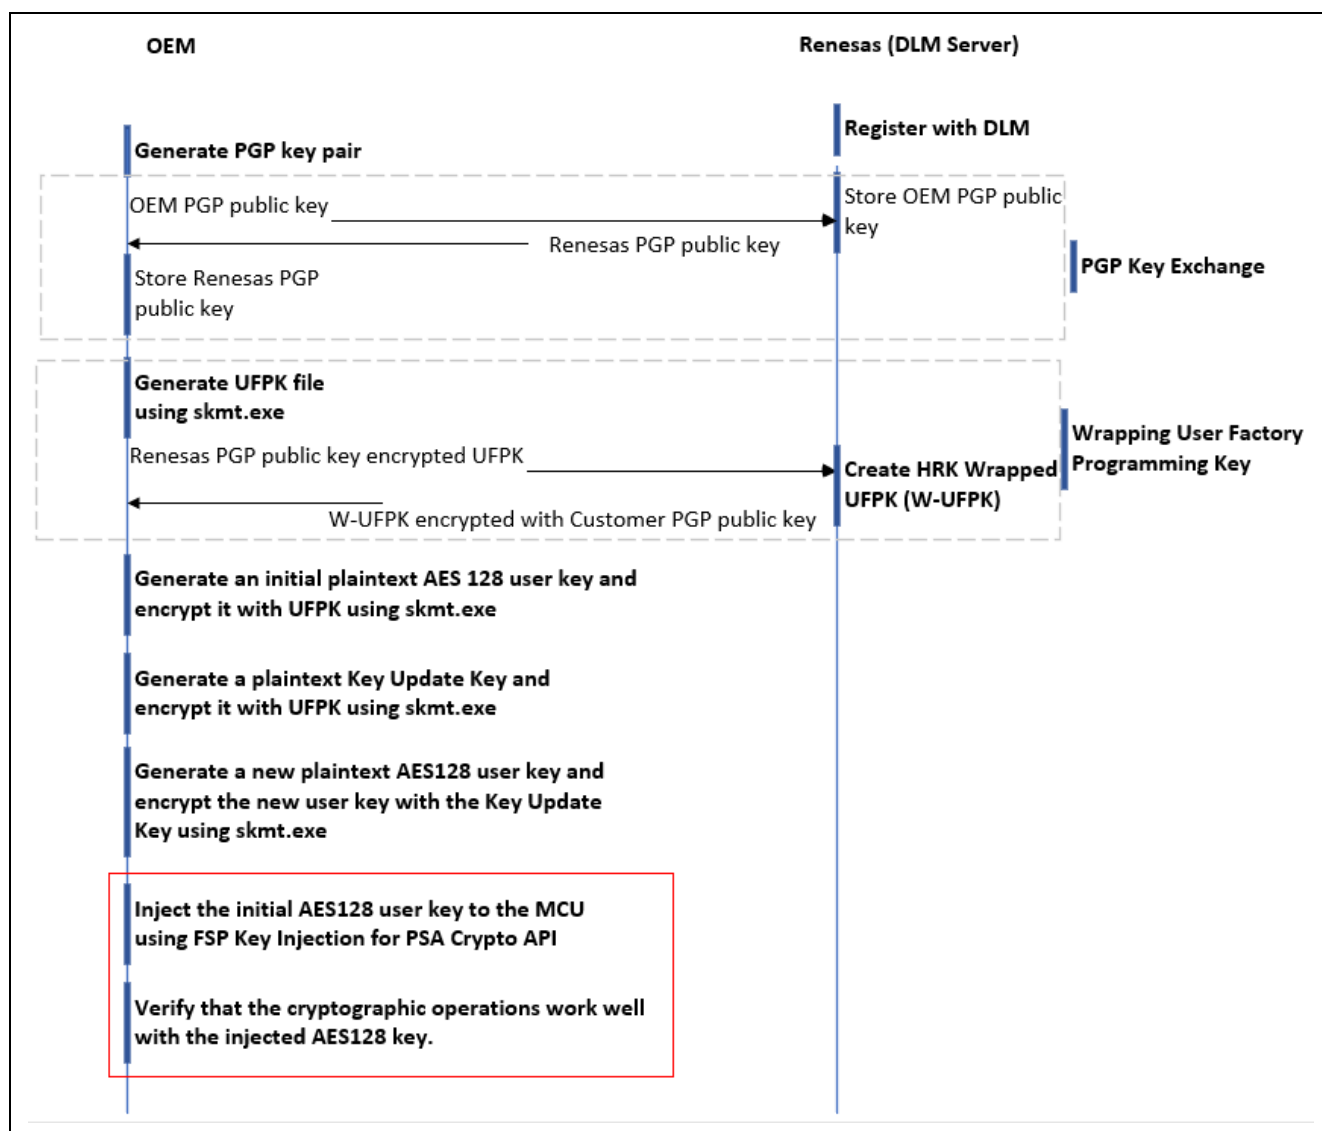 OEM
Renesas (DLM Server)
Register with DLM
Generate PGP key pair
OEM PGP public key
Store OEM PGP public
key
Renesas PGP public key
PGP Key Exchange
Store Renesas PGP
public key
Generate UFPK file
using skmt.exe
Wrapping User Factory
Programming Key
Renesas PGP public key encrypted UFPK
Create HRK Wrapped
UFPK (W-UFPK)
W-UFPK encrypted with Customer PGP public key
Generate an initial plaintext AES 128 user key and
encrypt it with UFPK using skmt.exe
Generate a plaintext Key Update Key and
encrypt it with UFPK using skmt.exe
Generate a new plaintext AES128 user key and
encrypt the new user key with the Key Update
Key using skmt.exe
Inject the initial AES128 user key to the MCU
using FSP Key Injection for PSA Crypto API
Verify that the cryptographic operations work well
with the injected AES128 key.